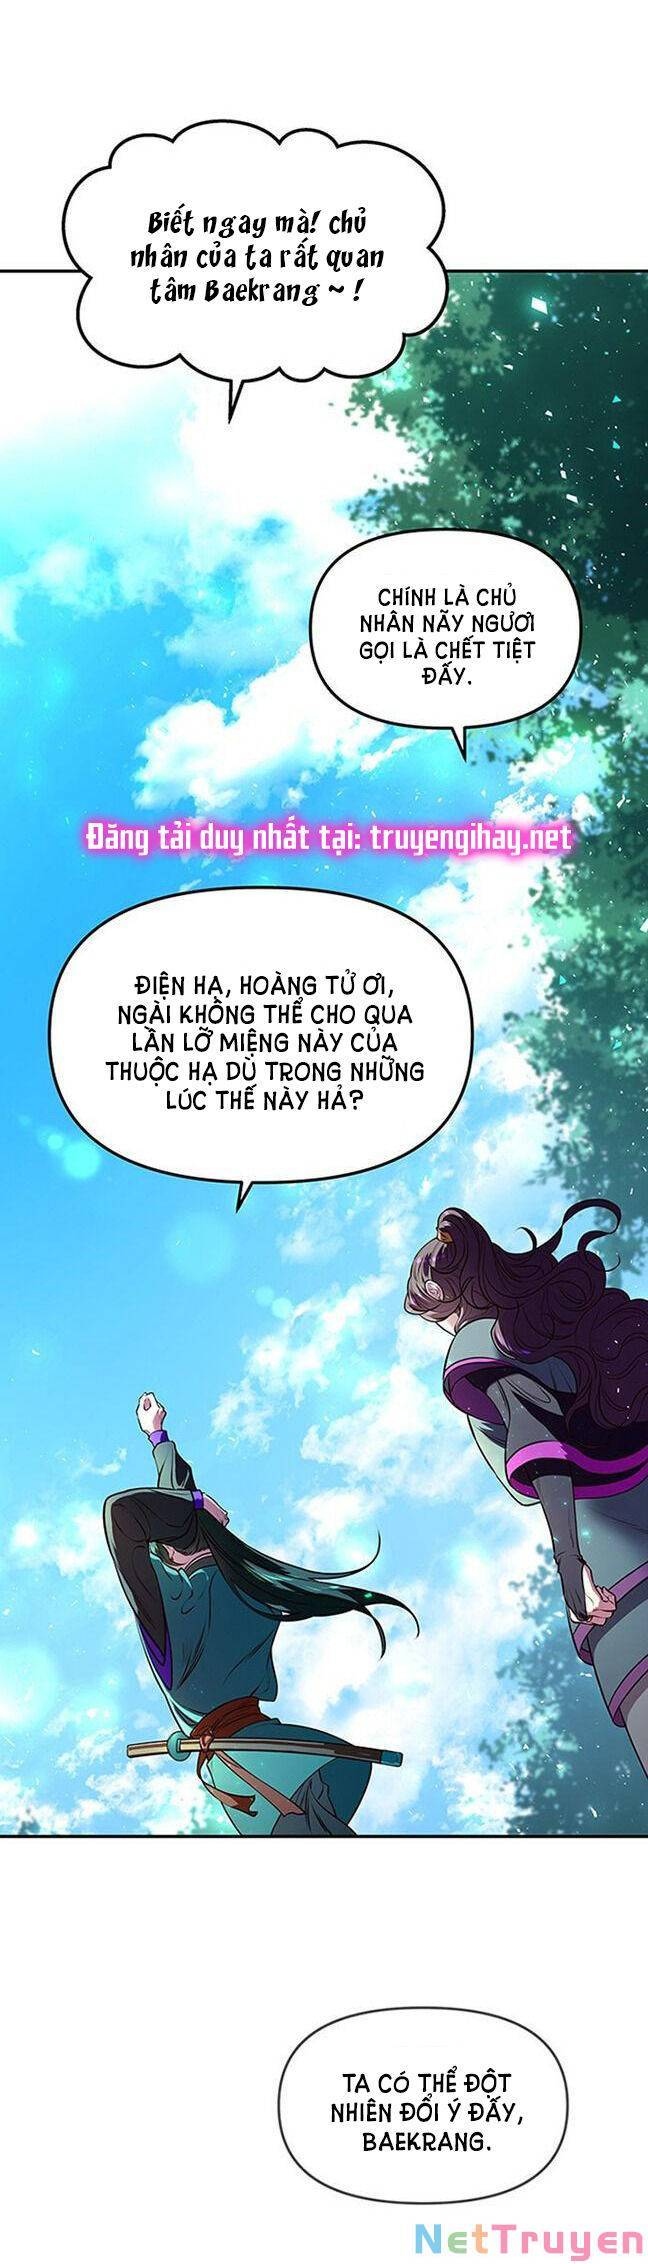 Biết ngay mà! chủ
nhân của ta rất quan
tâm Baekrang ~ !
CHÍNH LÀ CHỦ
NHÂN NÃY NGƯƠI
GỌI LÀ CHẾT TIỆT
ĐẤY.
Đăng tải duy nhất tại: truyengihay.net
ĐIỆN HẠ, HOÀNG TỬ ƠI,
NGÀI KHÔNG THỂ CHO QUA
LẦN LỠ MIỆNG NÀY CỦA
THUỘC HẠ DÙ TRONG NHỮNG
LÚC THẾ NÀY HẢ?
TA CÓ THỂ ĐỘT
NHIÊN ĐỔI Ý ĐẤY,
BAEKRANG.
NetTruyen